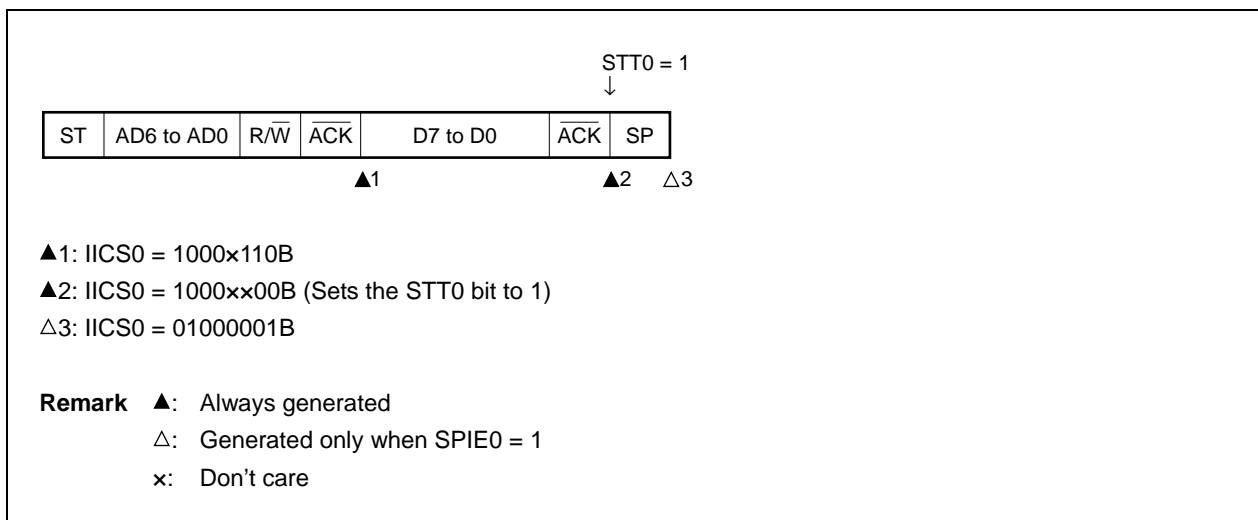 STT0 = 1
↓
ST AD6 to AD0 R/W̅ A̅C̅K̅ D7 to D0 A̅C̅K̅ SP
▲1 ▲2 △3
▲1: IICS0 = 1000×110B
▲2: IICS0 = 1000××00B (Sets the STT0 bit to 1)
△3: IICS0 = 01000001B
Remark ▲: Always generated
△: Generated only when SPIE0 = 1
×: Don't care